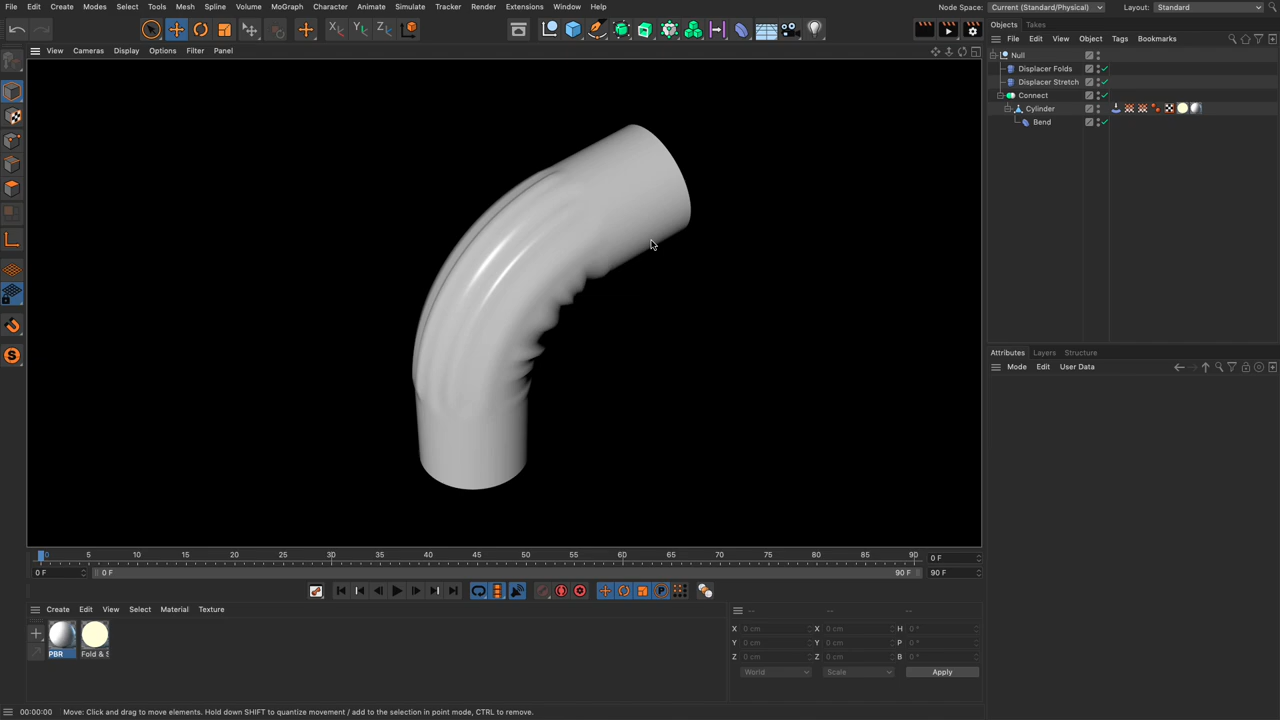 File Edit Create Modes Select Tools Mesh Spline Volume MoGraph Character Animate Simulate Tracker Render Extensions Window Help Node Space: Current (Standard/Physical) Layout: Standard
Objects Takes
File Edit View Object Tags Bookmarks
View Cameras Display Options Filter Panel
Null
Displacer Folds
Displacer Stretch
Connect
Cylinder
Bend
Attributes Layers Structure
Mode Edit User Data
0 5 10 15 20 25 30 35 40 45 50 55 60 65 70 75 80 85 90 0 F
0 F 0 F 90 F 90 F
Create Edit View Select Material Texture -- -- --
PBR Fold & S
X 0 cm X 0 cm H 0 °
Y 0 cm Y 0 cm P 0 °
Z 0 cm Z 0 cm B 0 °
World Scale Apply
00:00:00 Move: Click and drag to move elements. Hold down SHIFT to quantize movement / add to the selection in point mode, CTRL to remove.